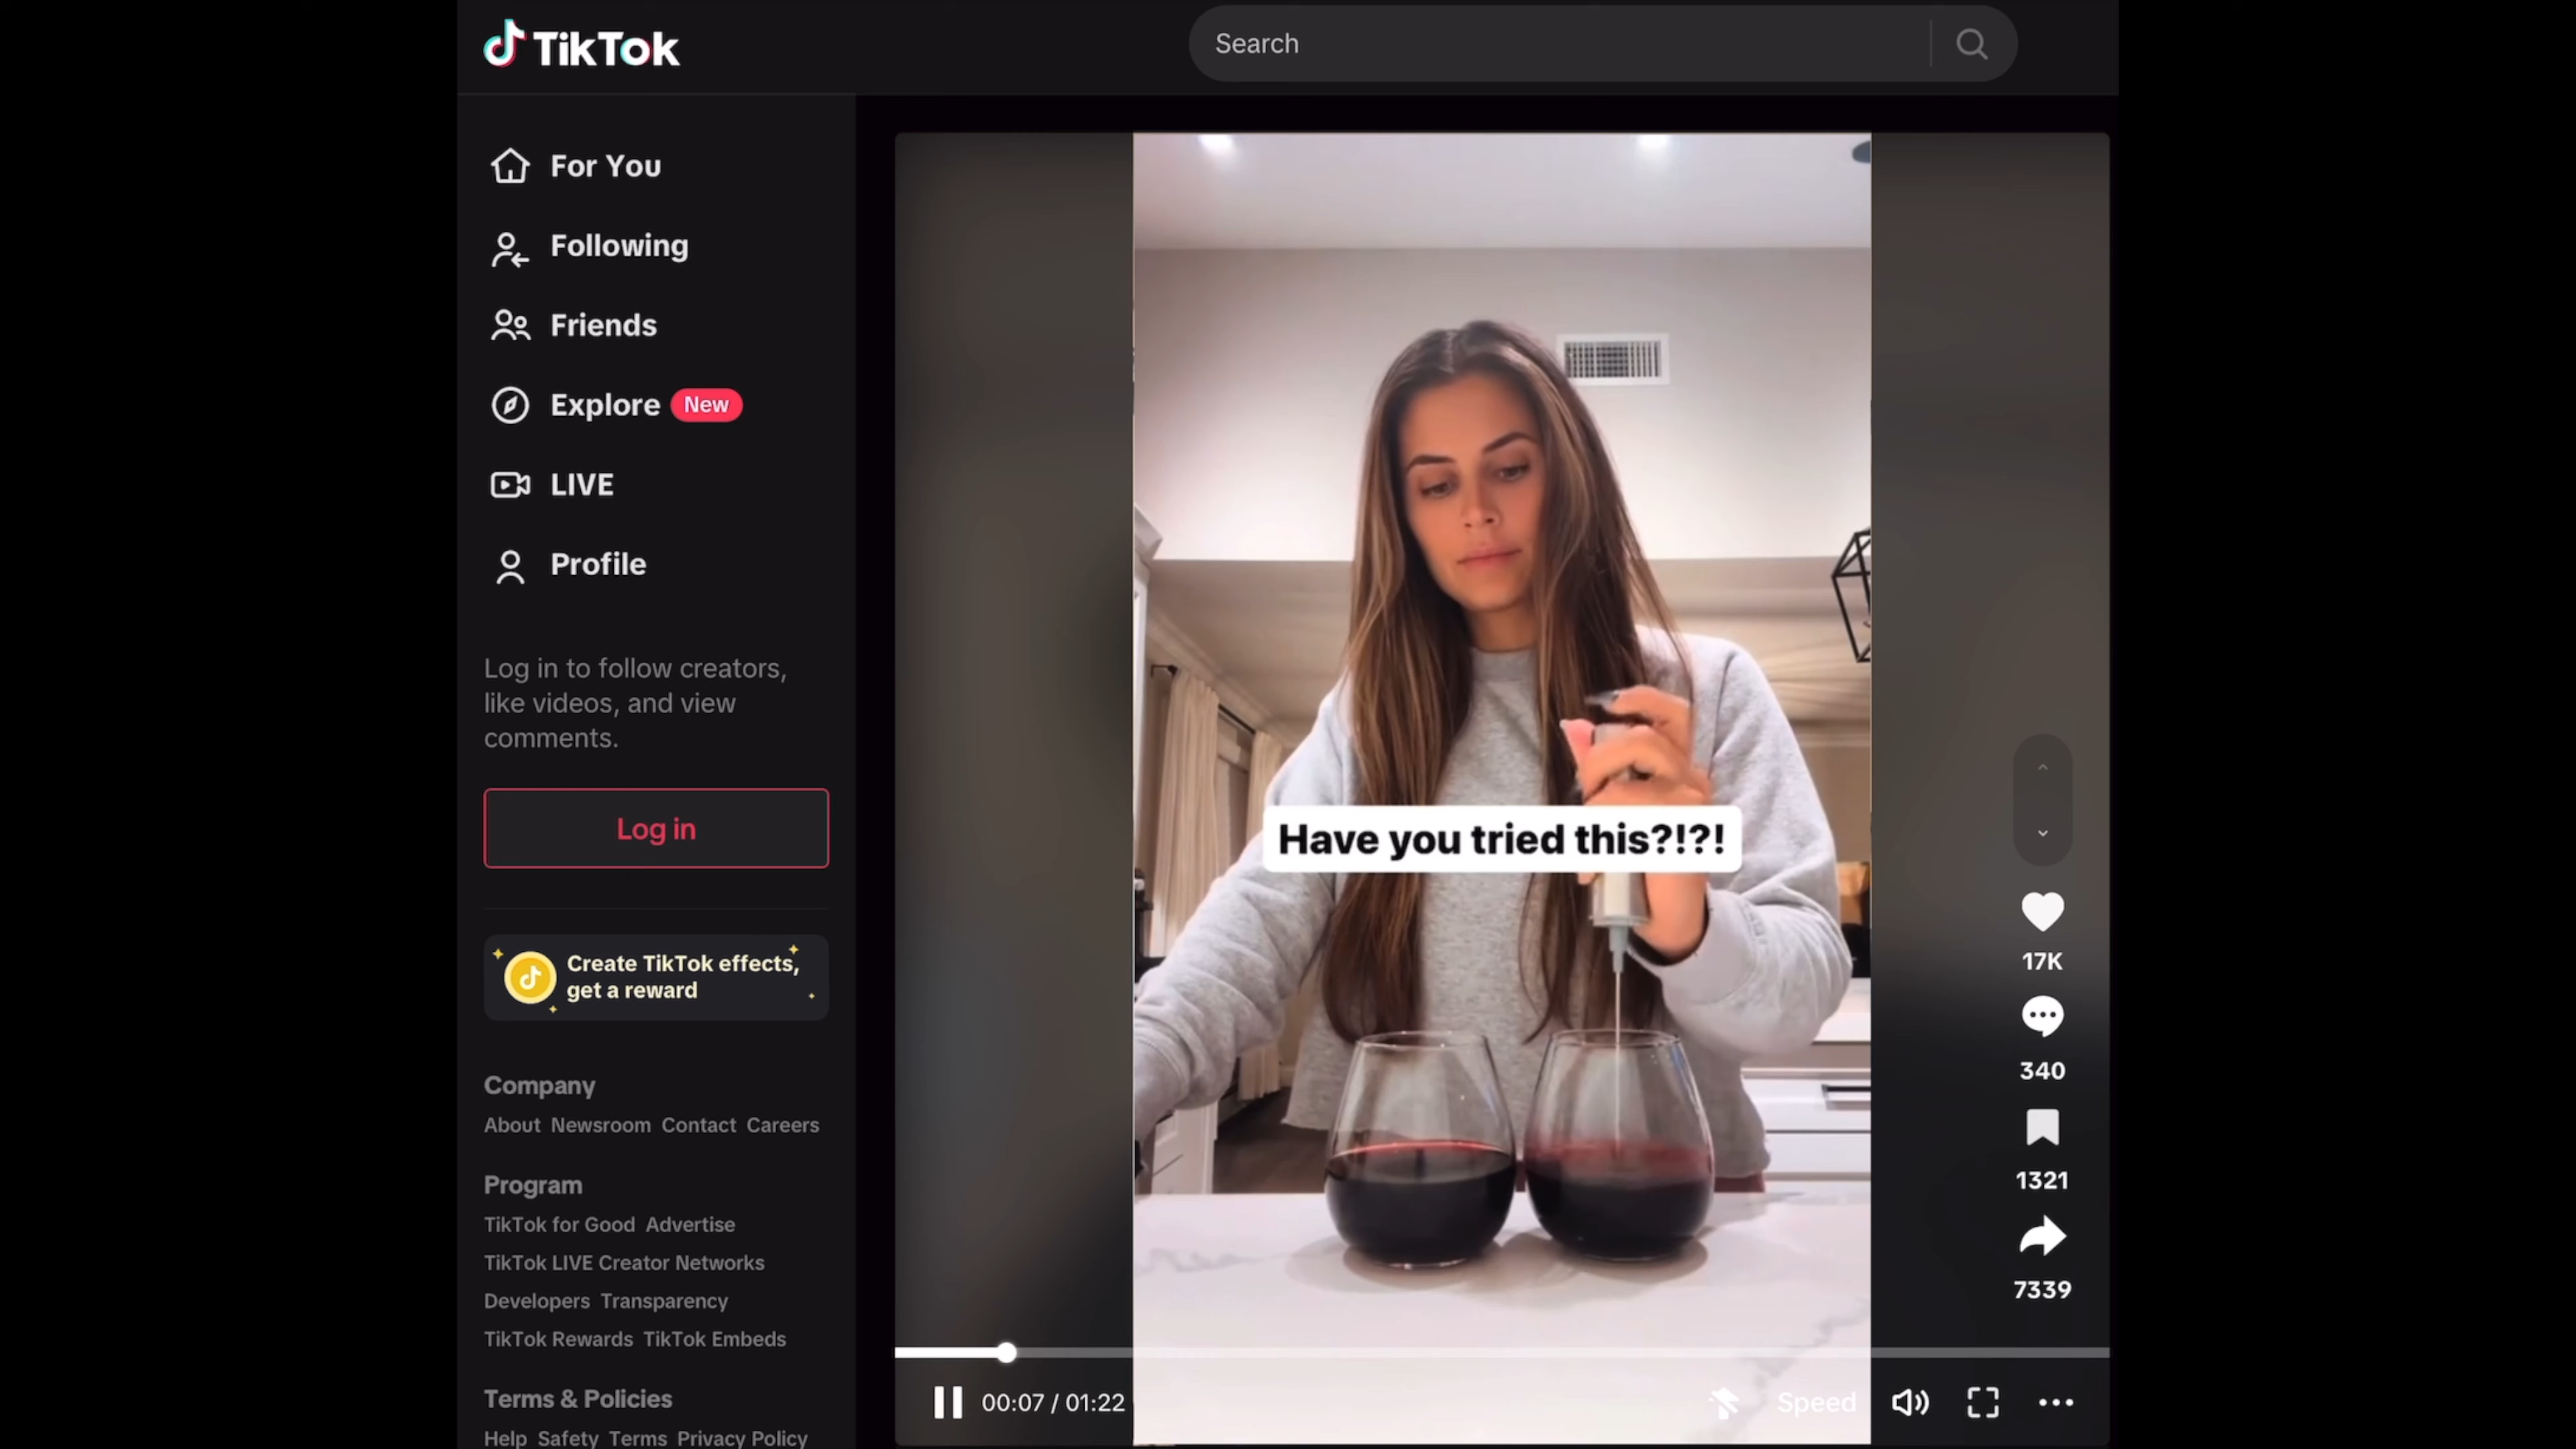 TikTok
Search
For You
Following
Friends
Explore New
LIVE
Profile
Log in to follow creators,
like videos, and view
comments.
Log in
Create TikTok effects,
get a reward
Company
About Newsroom Contact Careers
Program
TikTok for Good Advertise
TikTok LIVE Creator Networks
Developers Transparency
TikTok Rewards TikTok Embeds
Terms & Policies
Help Safety Terms Privacy Policy
Have you tried this?!?!
17K
340
1321
7339
00:07 / 01:22
Speed